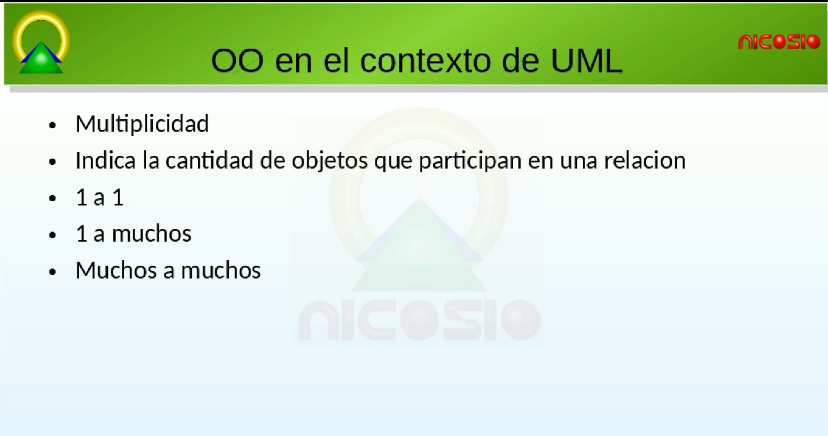 OO en el contexto de UML
NICOSIO
• Multiplicidad
• Indica la cantidad de objetos que participan en una relacion
• 1 a 1
• 1 a muchos
• Muchos a muchos
NICOSIO